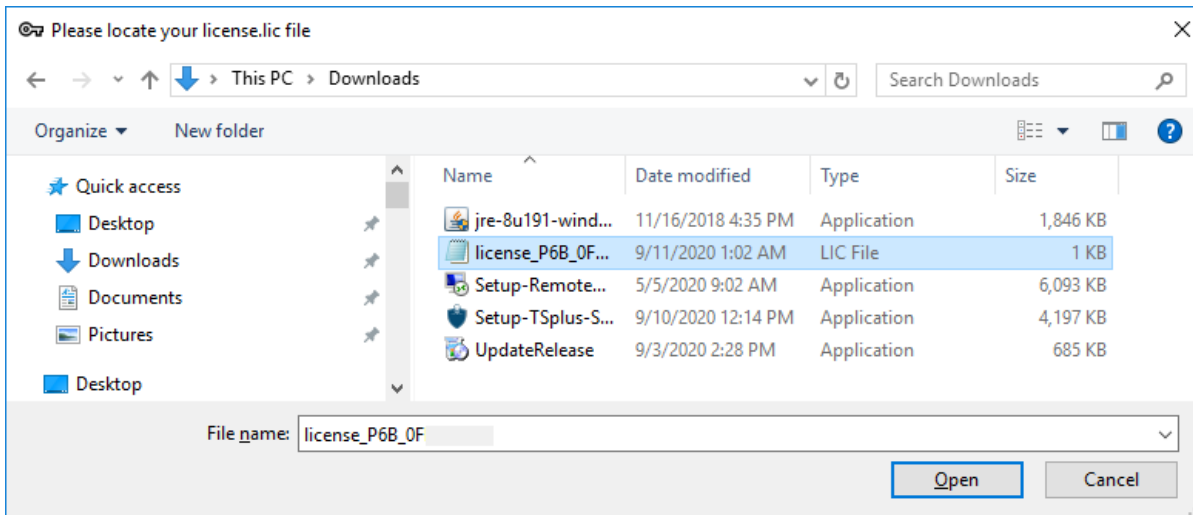 Please locate your license.lic file
This PC > Downloads
Search Downloads
Organize
New folder
Quick access
Desktop
Downloads
Documents
Pictures
Desktop
Name Date modified Type Size
jre-8u191-wind... 11/16/2018 4:35 PM Application 1,846 KB
license_P6B_0F... 9/11/2020 1:02 AM LIC File 1 KB
Setup-Remote... 5/5/2020 9:02 AM Application 6,093 KB
Setup-TSplus-S... 9/10/2020 12:14 PM Application 4,197 KB
UpdateRelease 9/3/2020 2:28 PM Application 685 KB
File name: license_P6B_0F
Open Cancel